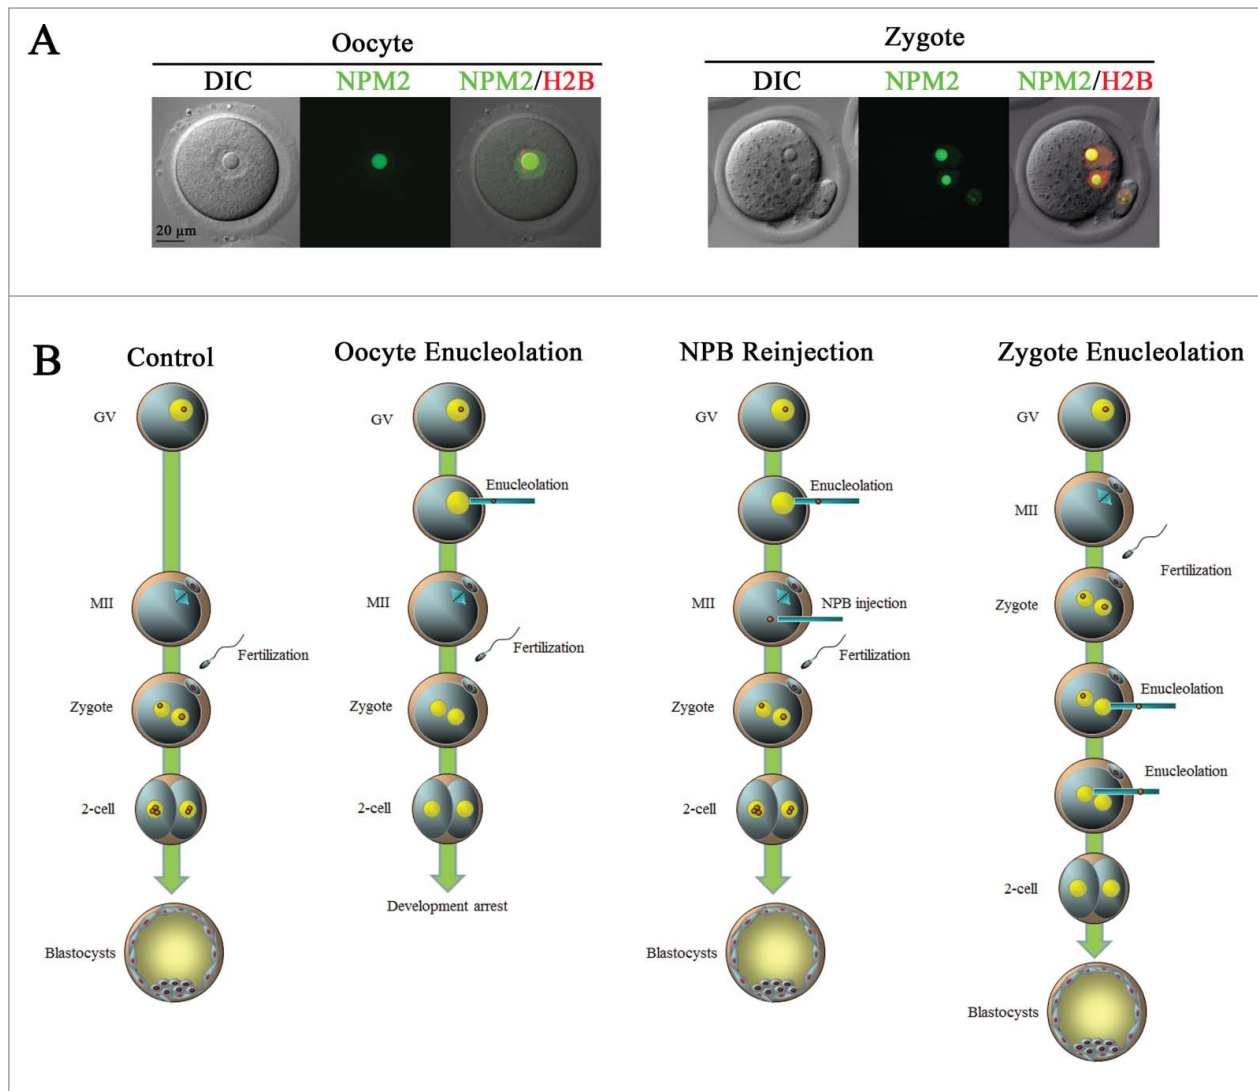 A
Oocyte
DIC NPM2 NPM2/H2B
20 µm
Zygote
DIC NPM2 NPM2/H2B
B
Control
GV
MII
Fertilization
Zygote
2-cell
Blastocysts
Oocyte Enucleolation
GV
Enucleolation
MII
Fertilization
Zygote
2-cell
Development arrest
NPB Reinjection
GV
Enucleolation
MII
NPB injection
Fertilization
Zygote
2-cell
Blastocysts
Zygote Enucleolation
GV
MII
Fertilization
Zygote
Enucleolation
Enucleolation
2-cell
Blastocysts